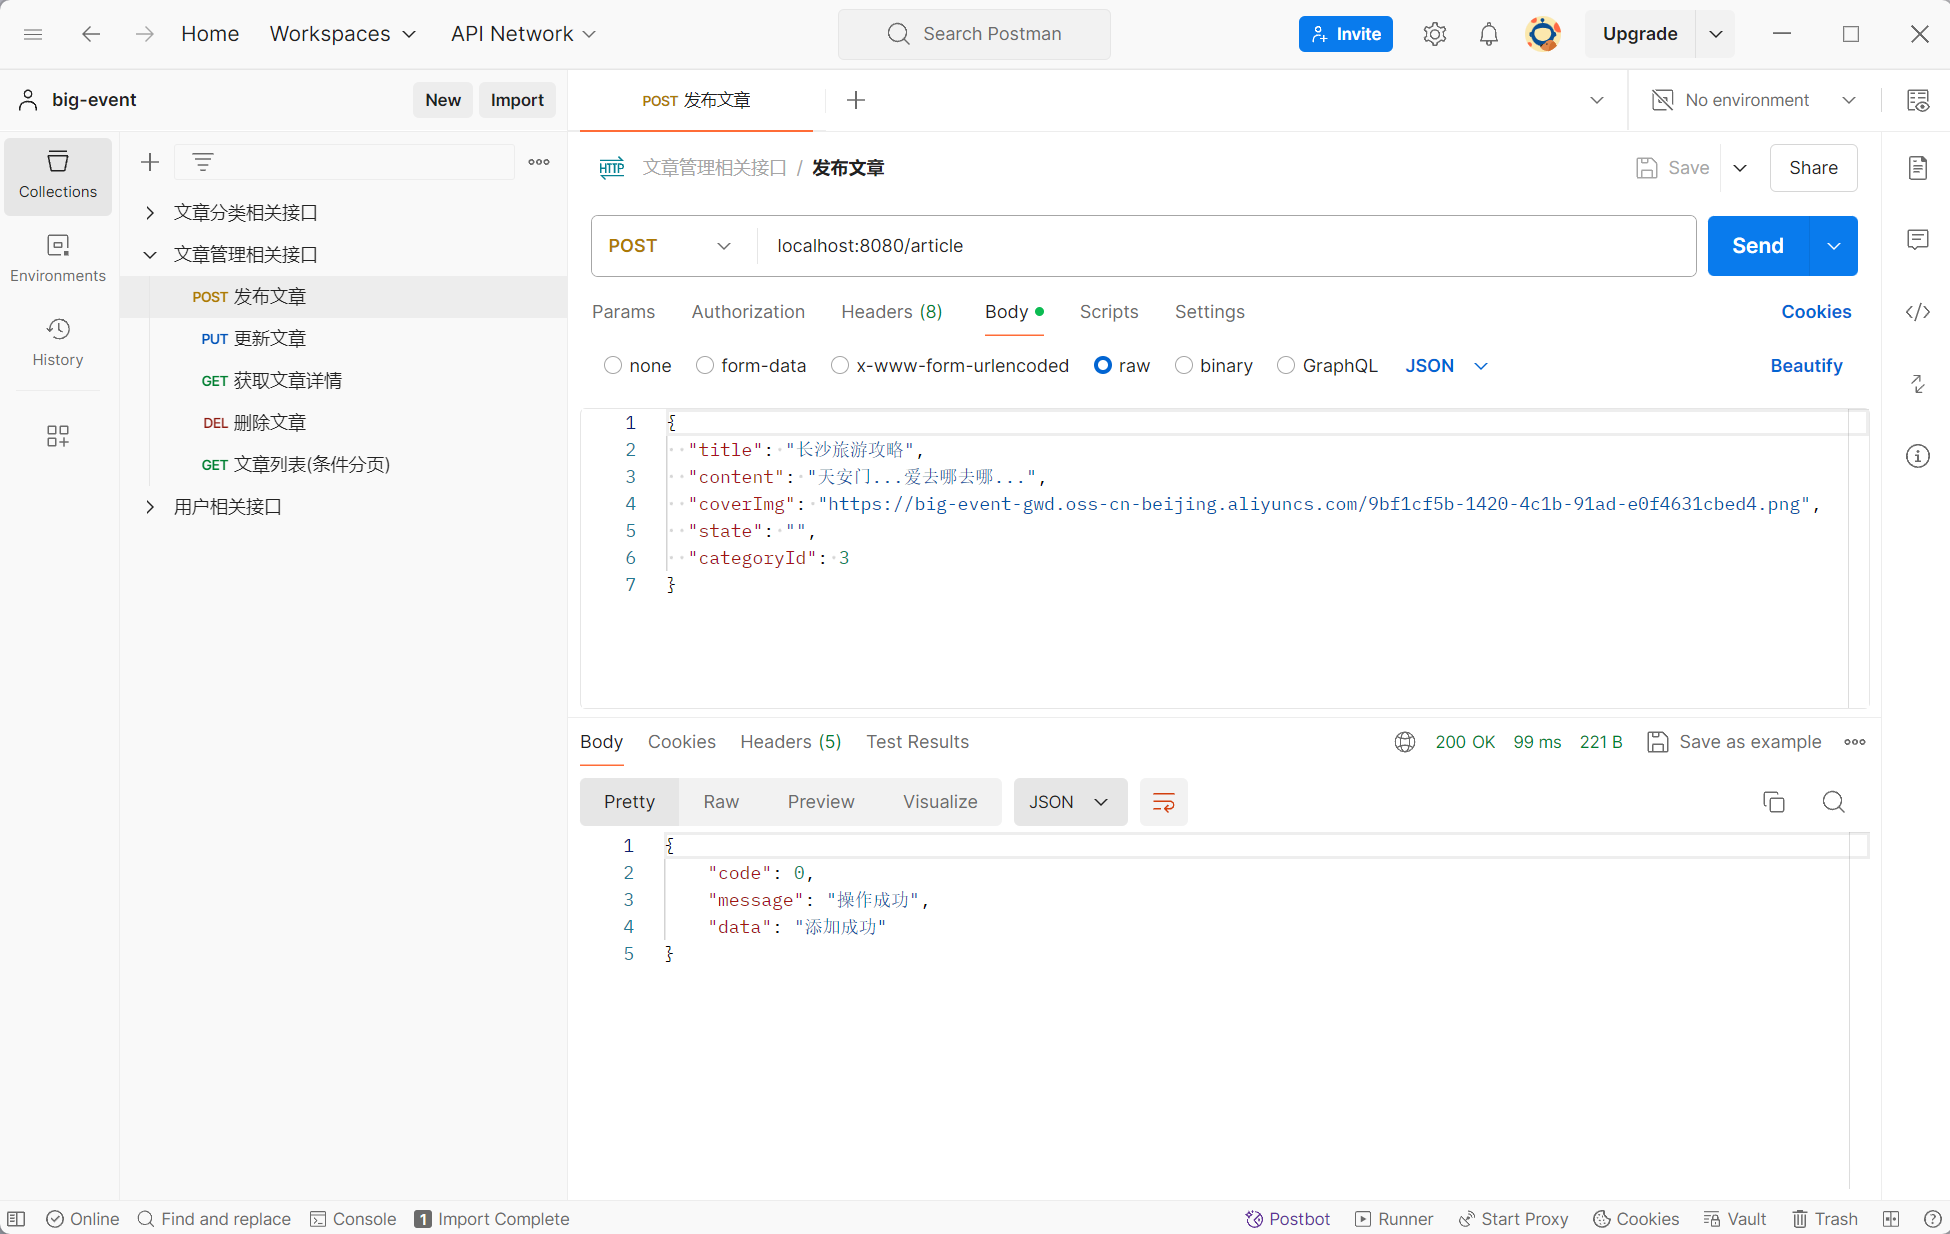 Home Workspaces API Network Search Postman Invite Upgrade
big-event New Import
POST 发布文章 No environment
Collections
Environments
History
文章分类相关接口
文章管理相关接口
POST 发布文章
PUT 更新文章
GET 获取文章详情
DEL 删除文章
GET 文章列表(条件分页)
用户相关接口
HTTP 文章管理相关接口 / 发布文章 Save Share
POST localhost:8080/article Send
Params Authorization Headers (8) Body Scripts Settings Cookies
none form-data x-www-form-urlencoded raw binary GraphQL JSON Beautify
1 {
2 "title": "长沙旅游攻略",
3 "content": "天安门...爱去哪去哪...",
4 "coverImg": "https://big-event-gwd.oss-cn-beijing.aliyuncs.com/9bf1cf5b-1420-4c1b-91ad-e0f4631cbed4.png",
5 "state": "",
6 "categoryId": 3
7 }
Body Cookies Headers (5) Test Results 200 OK 99 ms 221 B Save as example
Pretty Raw Preview Visualize JSON
1 {
2 "code": 0,
3 "message": "操作成功",
4 "data": "添加成功"
5 }
Online Find and replace Console 1 Import Complete Postbot Runner Start Proxy Cookies Vault Trash